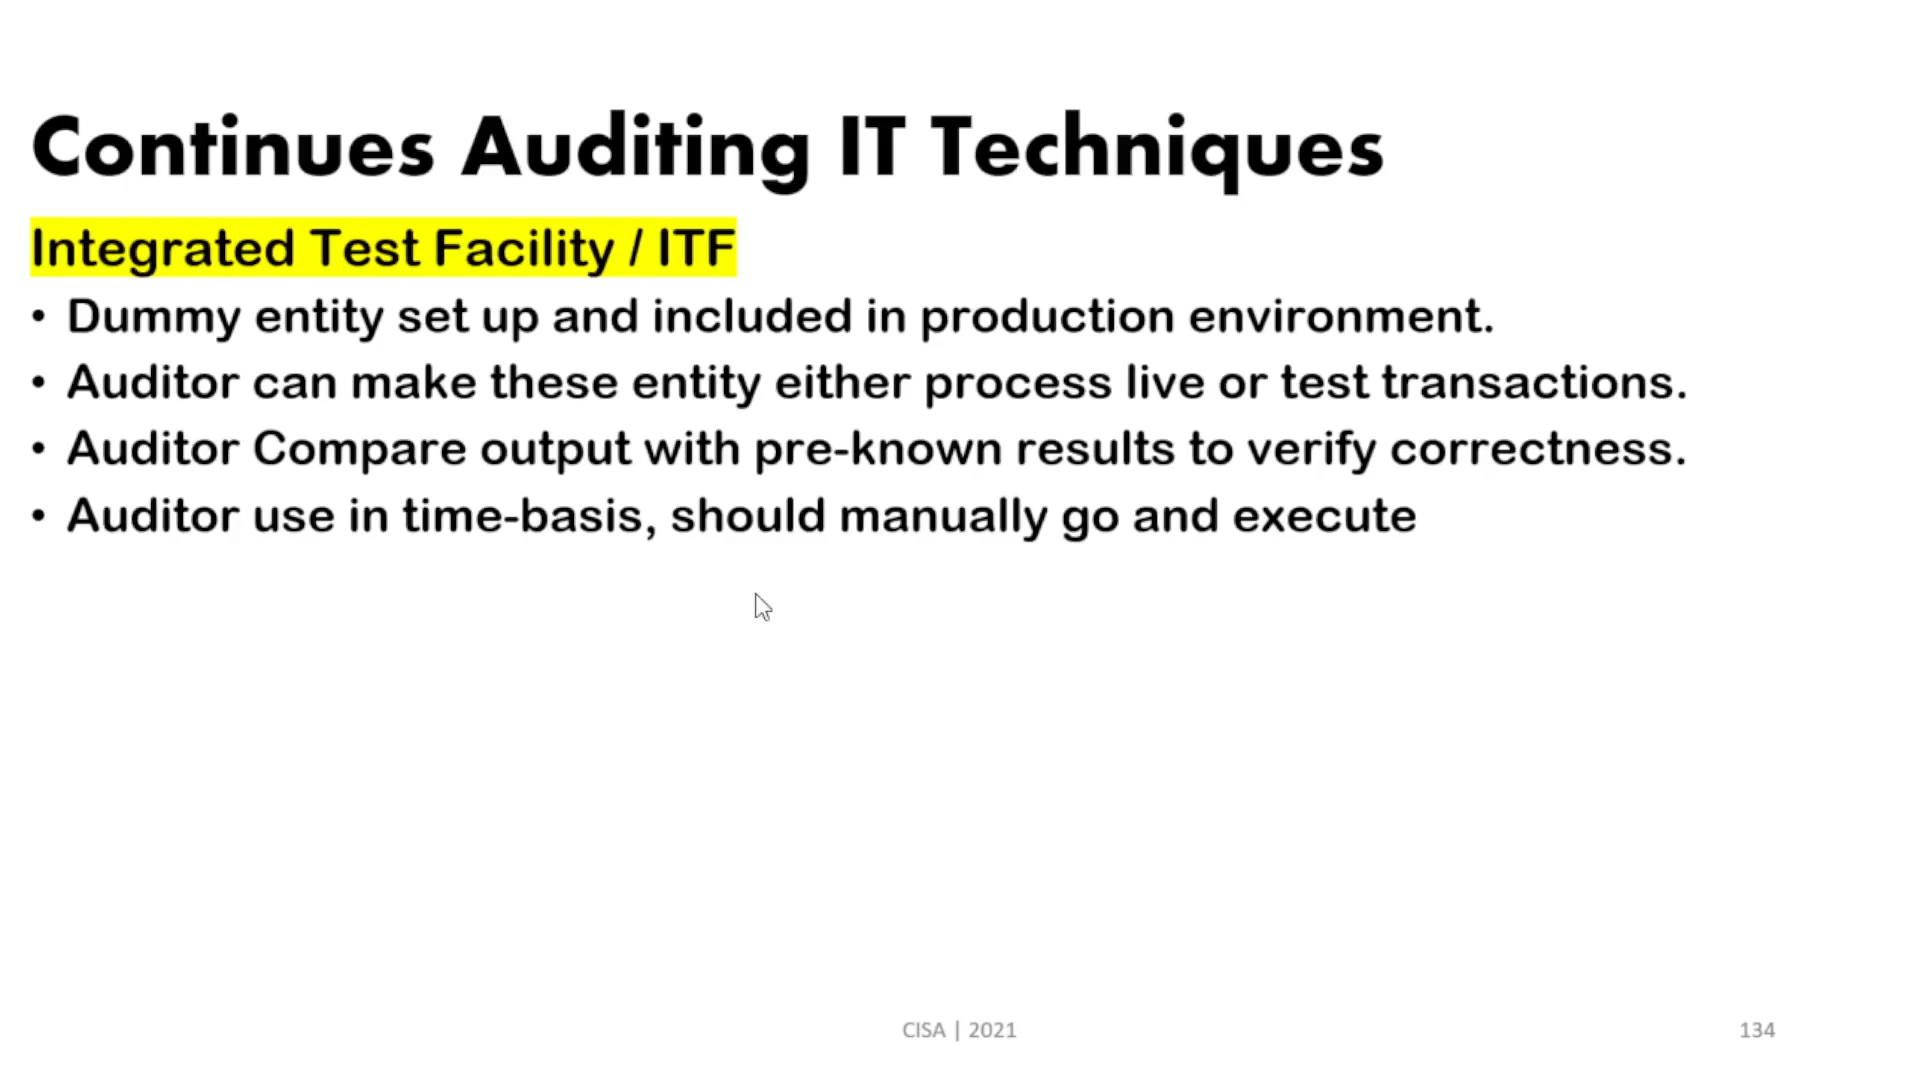 Continues Auditing IT Techniques
Integrated Test Facility / ITF
• Dummy entity set up and included in production environment.
• Auditor can make these entity either process live or test transactions.
• Auditor Compare output with pre-known results to verify correctness.
• Auditor use in time-basis, should manually go and execute
CISA | 2021
134